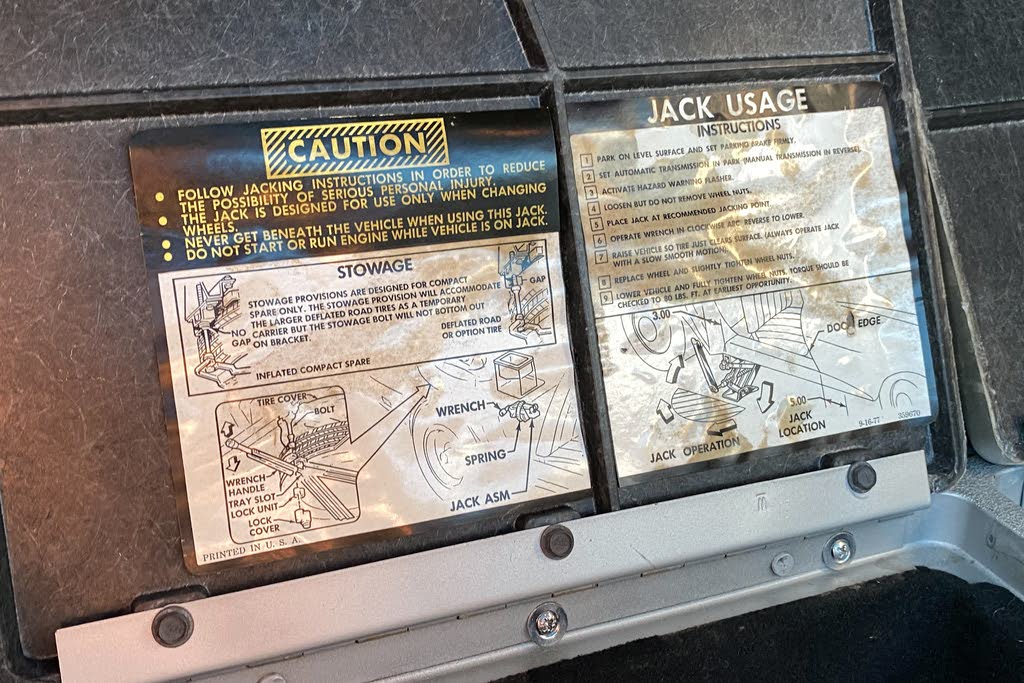 CAUTION
• FOLLOW JACKING INSTRUCTIONS IN ORDER TO REDUCE
THE POSSIBILITY OF SERIOUS PERSONAL INJURY.
• THE JACK IS DESIGNED FOR USE ONLY WHEN CHANGING
WHEELS.
• NEVER GET BENEATH THE VEHICLE WHEN USING THIS JACK.
• DO NOT START OR RUN ENGINE WHILE VEHICLE IS ON JACK.
STOWAGE
STOWAGE PROVISIONS ARE DESIGNED FOR COMPACT
SPARE ONLY. THE STOWAGE PROVISION WILL ACCOMMODATE
THE LARGER DEFLATED ROAD TIRES AS A TEMPORARY
CARRIER BUT THE STOWAGE BOLT WILL NOT BOTTOM OUT
ON BRACKET.
NO
GAP
GAP
DEFLATED ROAD
OR OPTION TIRE
INFLATED COMPACT SPARE
TIRE COVER
BOLT
WRENCH
HANDLE
TRAY SLOT
LOCK UNIT
LOCK
COVER
WRENCH
SPRING
JACK ASM
PRINTED IN U. S. A.
JACK USAGE
INSTRUCTIONS
1 PARK ON LEVEL SURFACE AND SET PARKING BRAKE FIRMLY.
2 SET AUTOMATIC TRANSMISSION IN PARK (MANUAL TRANSMISSION IN REVERSE).
3 ACTIVATE HAZARD WARNING FLASHER.
4 LOOSEN BUT DO NOT REMOVE WHEEL NUTS.
5 PLACE JACK AT RECOMMENDED JACKING POINT.
6 OPERATE WRENCH IN CLOCKWISE ARC. REVERSE TO LOWER.
7 RAISE VEHICLE SO TIRE JUST CLEARS SURFACE. (ALWAYS OPERATE JACK
WITH A SLOW SMOOTH MOTION).
8 REPLACE WHEEL AND SLIGHTLY TIGHTEN WHEEL NUTS.
9 LOWER VEHICLE AND FULLY TIGHTEN WHEEL NUTS. TORQUE SHOULD BE
CHECKED TO 80 LBS. FT. AT EARLIEST OPPORTUNITY.
3.00
EDGE
5.00
JACK
LOCATION
JACK OPERATION
9-16-77
359670